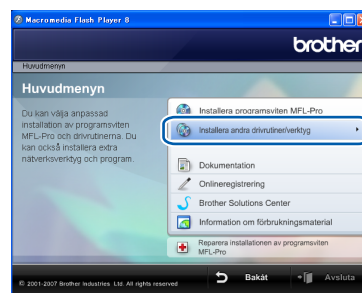 Macromedia Flash Player 8
brother
Huvudmenyn
Huvudmenyn
Du kan välja anpassad
installation av programsviten
MFL-Pro och drivrutinerna. Du
kan också installera extra
nätverksverktyg och program.
Installera programsviten MFL-Pro
Installera andra drivrutiner/verktyg
Dokumentation
Onlineregistrering
Brother Solutions Center
Information om förbrukningsmaterial
Reparera installationen av programsviten
MFL-Pro
© 2001-2007 Brother Industries Ltd. All rights reserved
Bakåt
Avsluta